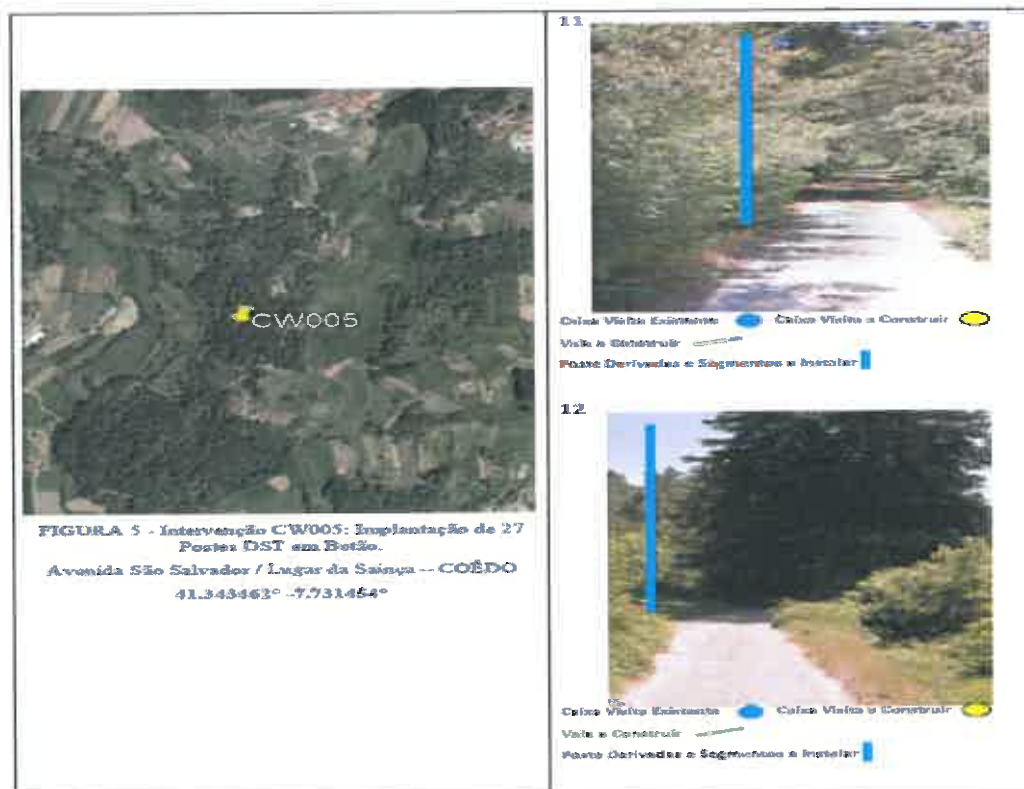 CW005
FIGURA 5 - Intervenção CW005: Implantação de 27
Postes DST em Betão.
Avenida São Salvador / Lugar da Sainça -- COÊDO
41.343462° -7.731454°
11
Caixa Visita Existente Caixa Visita a Construir
Vala a Construir
Poste Derivadas e Segmentos a Instalar
12
Caixa Visita Existente Caixa Visita a Construir
Vala a Construir
Poste Derivadas e Segmentos a Instalar